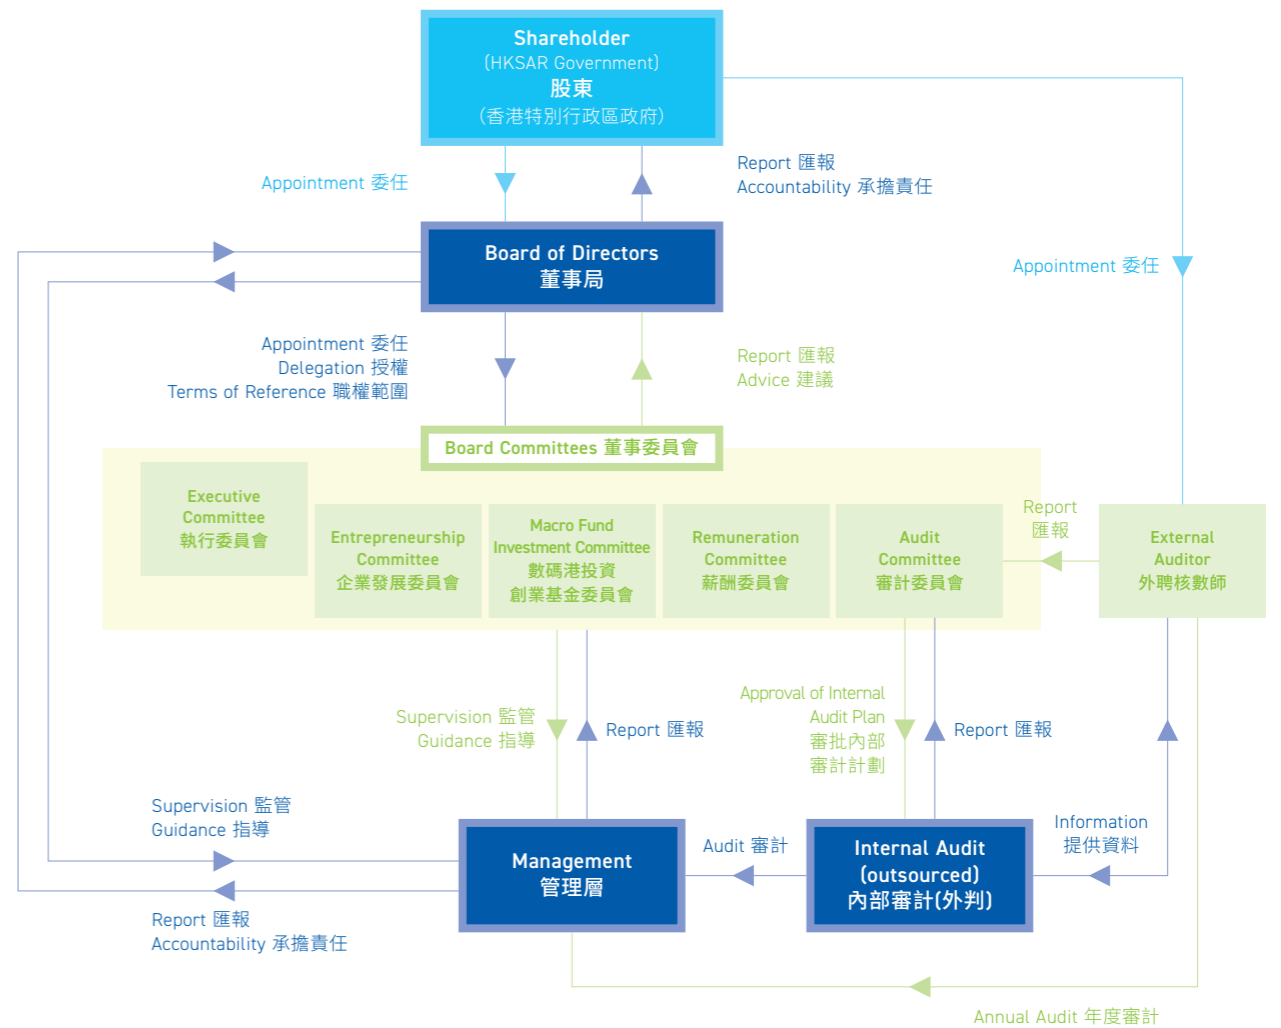 Shareholder
(HKSAR Government)
股東
(香港特別行政區政府)
Appointment 委任
Report 匯報
Accountability 承擔責任
Board of Directors
董事局
Appointment 委任
Appointment 委任
Delegation 授權
Terms of Reference 職權範圍
Report 匯報
Advice 建議
Board Committees 董事委員會
Executive
Committee
執行委員會
Entrepreneurship
Committee
企業發展委員會
Macro Fund
Investment Committee
數碼港投資
創業基金委員會
Remuneration
Committee
薪酬委員會
Audit
Committee
審計委員會
Report
匯報
External
Auditor
外聘核數師
Supervision 監管
Guidance 指導
Report 匯報
Approval of Internal
Audit Plan
審批內部
審計計劃
Report 匯報
Supervision 監管
Guidance 指導
Management
管理層
Audit 審計
Internal Audit
(outsourced)
內部審計(外判)
Information
提供資料
Report 匯報
Accountability 承擔責任
Annual Audit 年度審計